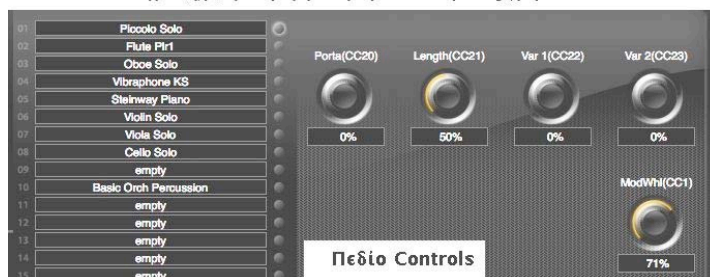 01 Piccolo Solo
02 Flute Plr1
03 Oboe Solo
04 Vibraphone KS
05 Steinway Piano
06 Violin Solo
07 Viola Solo
08 Cello Solo
09 empty
10 Basic Orch Percussion
11 empty
12 empty
13 empty
14 empty
15 empty
Porta(CC20) Length(CC21) Var 1(CC22) Var 2(CC23)
0% 50% 0% 0%
ModWhl(CC1)
71%
Πεδίο Controls